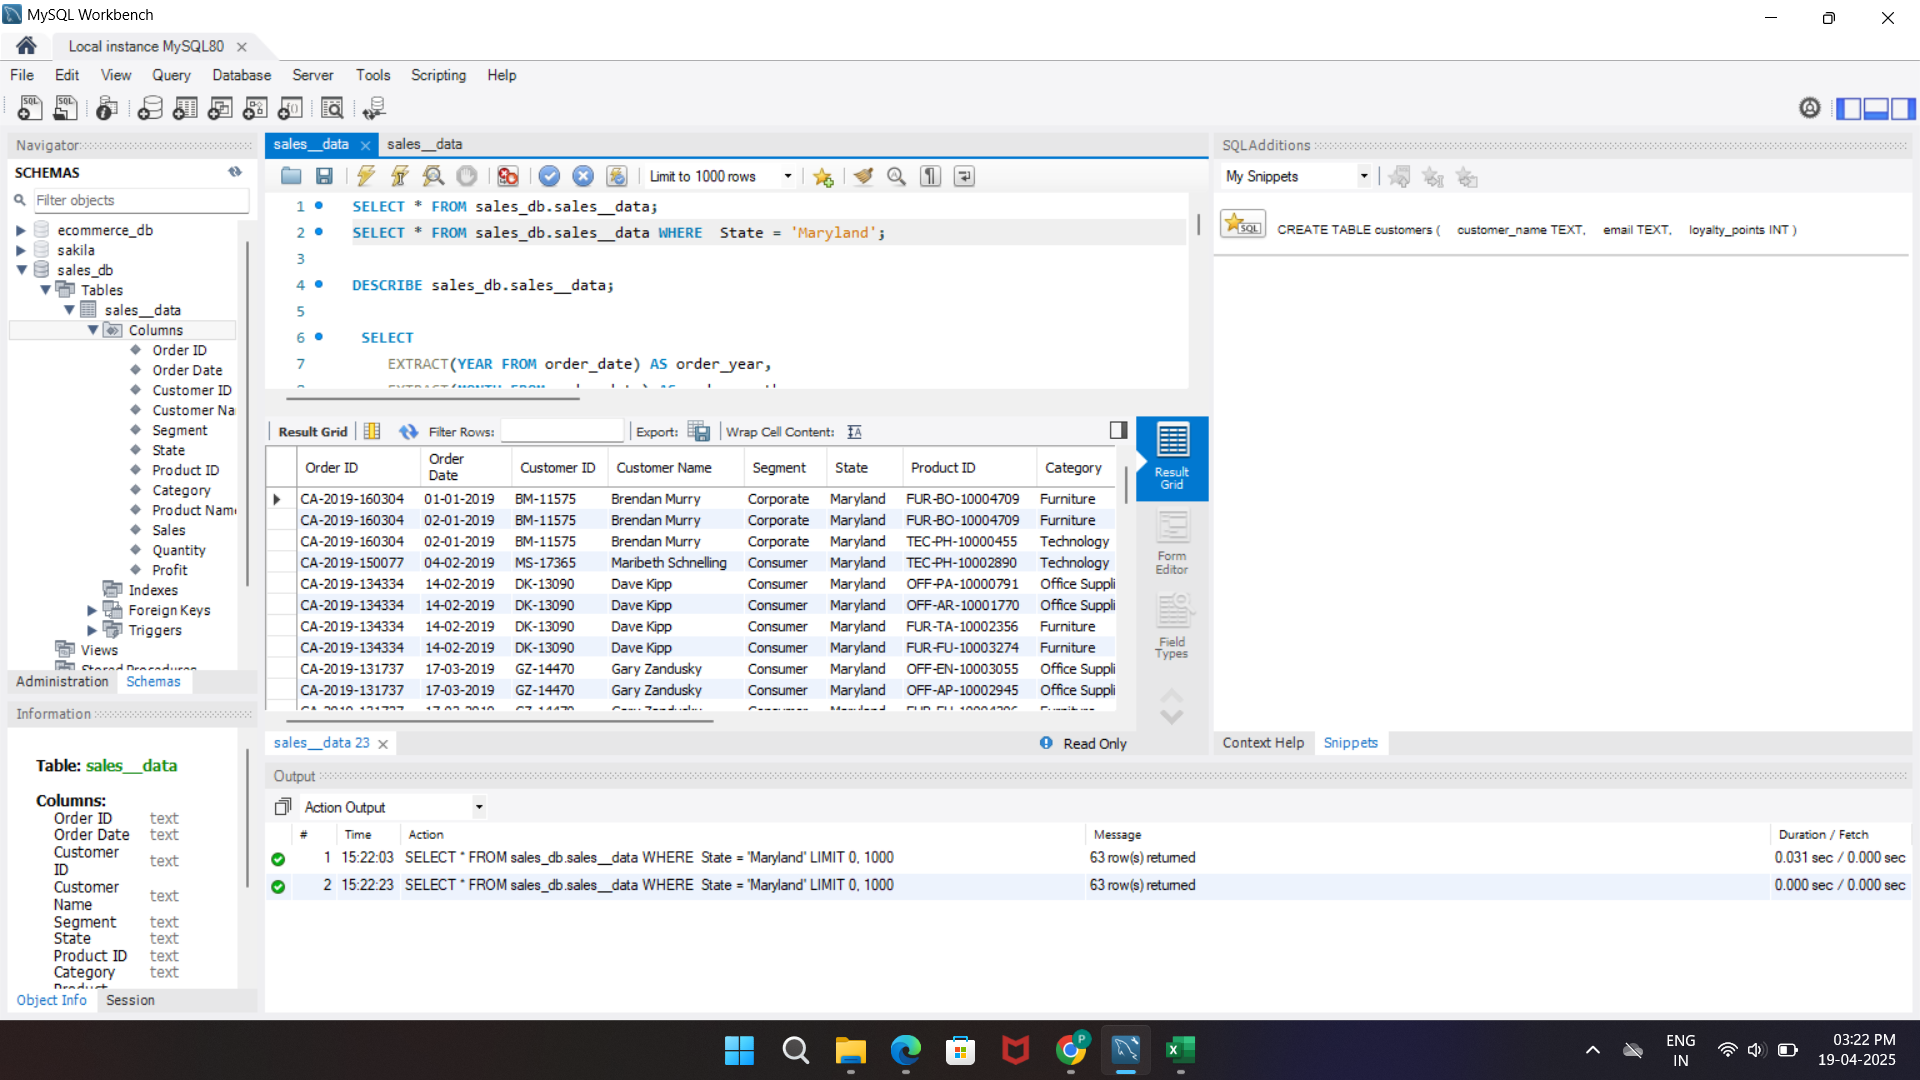 MySQL Workbench
Local instance MySQL80
File Edit View Query Database Server Tools Scripting Help
Navigator
SCHEMAS
Filter objects
ecommerce_db
sakila
sales_db
Tables
sales__data
Columns
Order ID
Order Date
Customer ID
Customer Na
Segment
State
Product ID
Category
Product Nam
Sales
Quantity
Profit
Indexes
Foreign Keys
Triggers
Views
Stored Procedures
Administration Schemas
Information
Table: sales__data
Columns:
Order ID text
Order Date text
Customer ID text
Customer Name text
Segment text
State text
Product ID text
Category text
Product
Object Info Session
sales__data sales__data
Limit to 1000 rows
1 SELECT * FROM sales_db.sales__data;
2 SELECT * FROM sales_db.sales__data WHERE  State = 'Maryland';
3
4 DESCRIBE sales_db.sales__data;
5
6 SELECT
7 EXTRACT(YEAR FROM order_date) AS order_year,
Result Grid Filter Rows: Export: Wrap Cell Content:
Order ID Order Date Customer ID Customer Name Segment State Product ID Category
CA-2019-160304 01-01-2019 BM-11575 Brendan Murry Corporate Maryland FUR-BO-10004709 Furniture
CA-2019-160304 02-01-2019 BM-11575 Brendan Murry Corporate Maryland FUR-BO-10004709 Furniture
CA-2019-160304 02-01-2019 BM-11575 Brendan Murry Corporate Maryland TEC-PH-10000455 Technology
CA-2019-150077 04-02-2019 MS-17365 Maribeth Schnelling Consumer Maryland TEC-PH-10002890 Technology
CA-2019-134334 14-02-2019 DK-13090 Dave Kipp Consumer Maryland OFF-PA-10000791 Office Suppli
CA-2019-134334 14-02-2019 DK-13090 Dave Kipp Consumer Maryland OFF-AR-10001770 Office Suppli
CA-2019-134334 14-02-2019 DK-13090 Dave Kipp Consumer Maryland FUR-TA-10002356 Furniture
CA-2019-134334 14-02-2019 DK-13090 Dave Kipp Consumer Maryland FUR-FU-10003274 Furniture
CA-2019-131737 17-03-2019 GZ-14470 Gary Zandusky Consumer Maryland OFF-EN-10003055 Office Suppli
CA-2019-131737 17-03-2019 GZ-14470 Gary Zandusky Consumer Maryland OFF-AP-10002945 Office Suppli
Result Grid
Form Editor
Field Types
sales__data 23
Read Only
SQLAdditions
My Snippets
SQL
CREATE TABLE customers ( customer_name TEXT, email TEXT, loyalty_points INT )
Context Help Snippets
Output
Action Output
# Time Action Message Duration / Fetch
1 15:22:03 SELECT * FROM sales_db.sales__data WHERE  State = 'Maryland' LIMIT 0, 1000 63 row(s) returned 0.031 sec / 0.000 sec
2 15:22:23 SELECT * FROM sales_db.sales__data WHERE  State = 'Maryland' LIMIT 0, 1000 63 row(s) returned 0.000 sec / 0.000 sec
ENG
IN
03:22 PM
19-04-2025